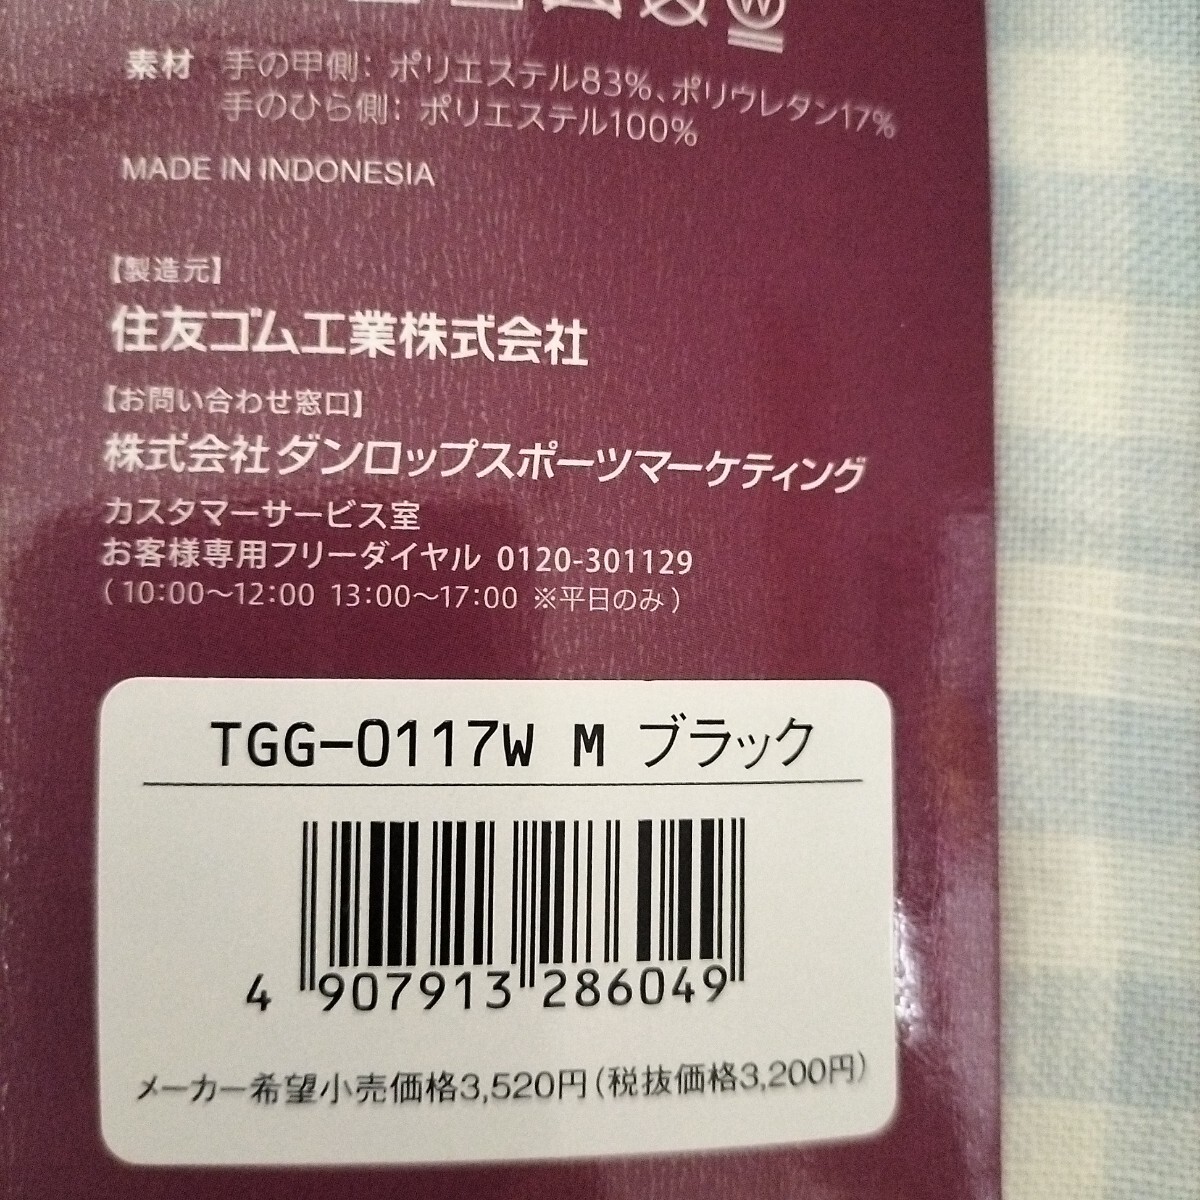 W
素材 手の甲側: ポリエステル83%、ポリウレタン17%
手のひら側: ポリエステル100%
MADE IN INDONESIA
【製造元】
住友ゴム工業株式会社
【お問い合わせ窓口】
株式会社ダンロップスポーツマーケティング
カスタマーサービス室
お客様専用フリーダイヤル 0120-301129
(10:00～12:00 13:00～17:00 ※平日のみ)
TGG-0117W M ブラック
4 907913 286049
メーカー希望小売価格3,520円(税抜価格3,200円)